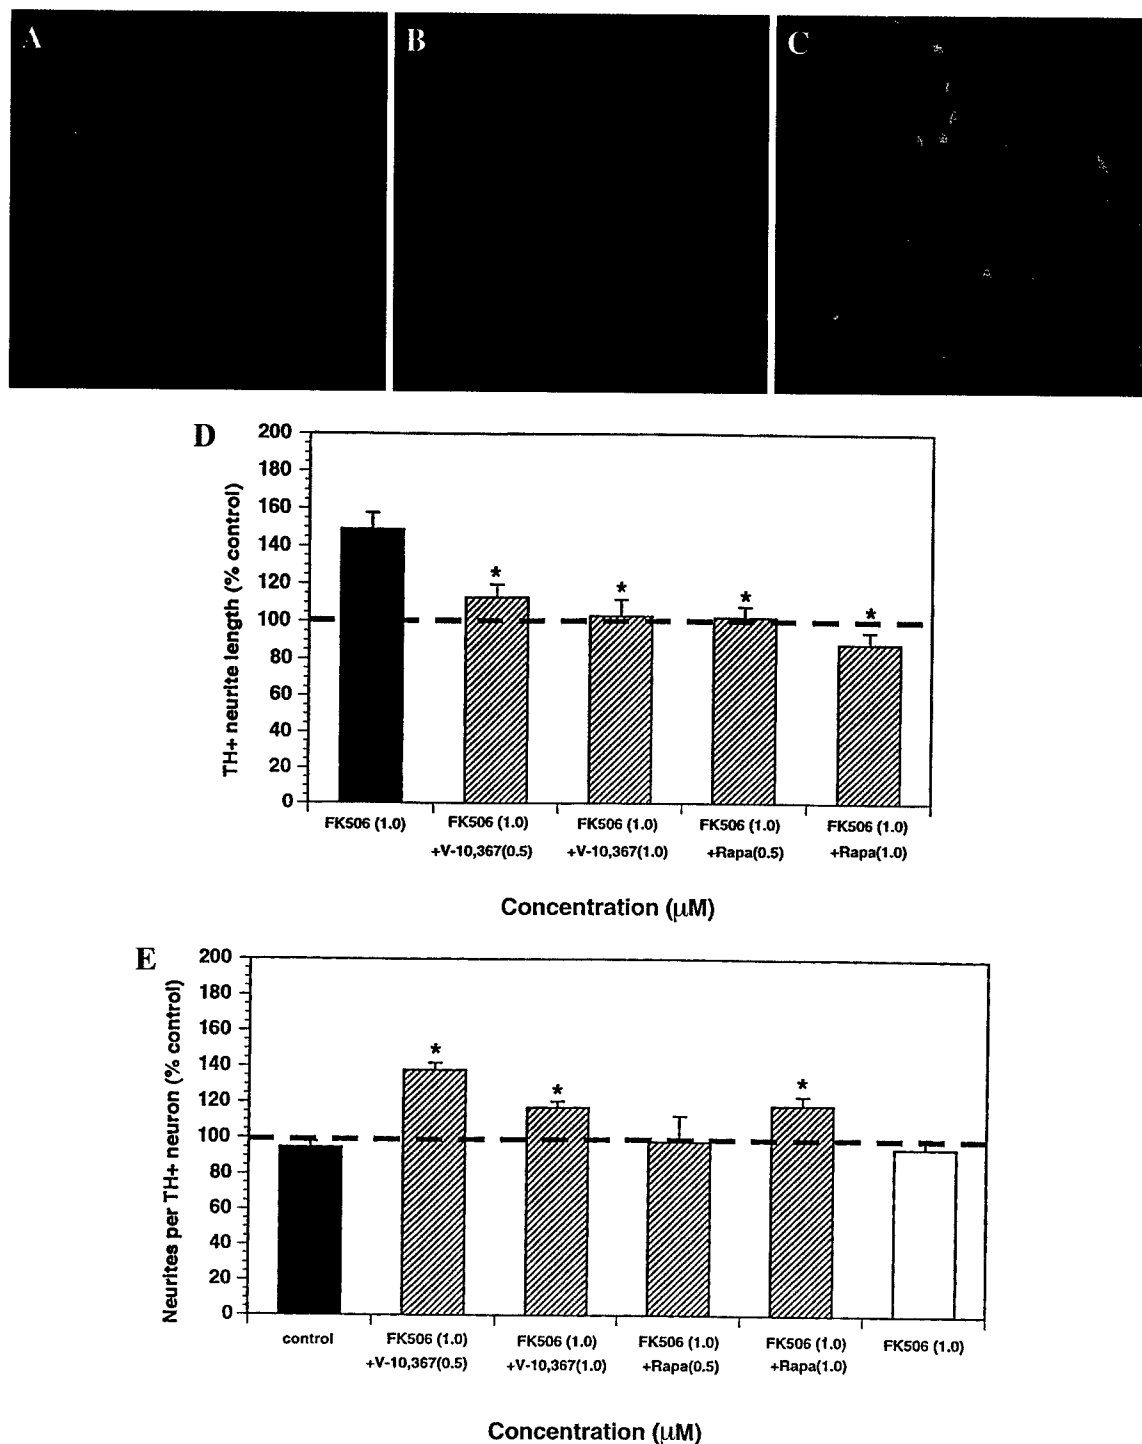 A B C
D
TH+ neurite length (% control)
200
180
160
140
120
100
80
60
40
20
0
* * * *
FK506 (1.0) FK506 (1.0) FK506 (1.0) FK506 (1.0) FK506 (1.0)
+V-10,367(0.5) +V-10,367(1.0) +Rapa(0.5) +Rapa(1.0)
Concentration (μM)
E
Neurites per TH+ neuron (% control)
200
180
160
140
120
100
80
60
40
20
0
* * *
control FK506 (1.0) FK506 (1.0) FK506 (1.0) FK506 (1.0) FK506 (1.0)
+V-10,367(0.5) +V-10,367(1.0) +Rapa(0.5) +Rapa(1.0)
Concentration (μM)